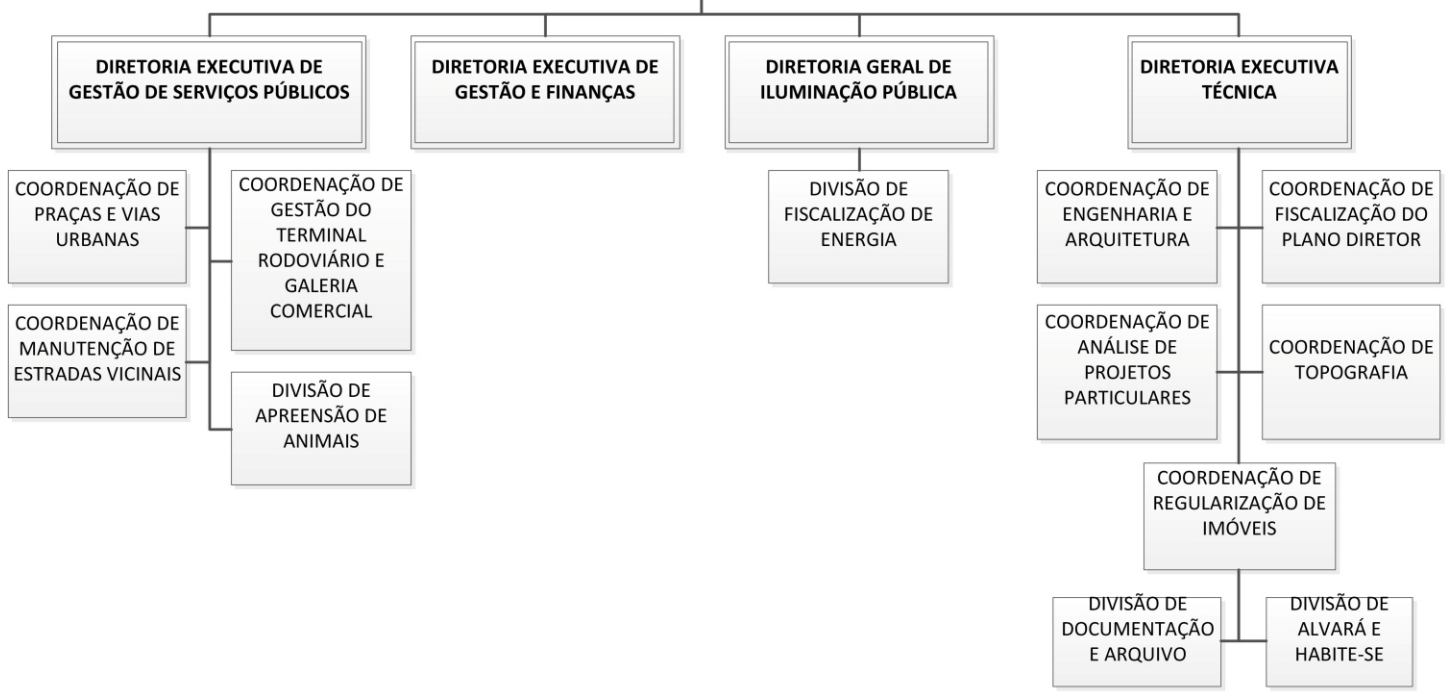 DIRETORIA EXECUTIVA DE
GESTÃO DE SERVIÇOS PÚBLICOS
DIRETORIA EXECUTIVA DE
GESTÃO E FINANÇAS
DIRETORIA GERAL DE
ILUMINAÇÃO PÚBLICA
DIRETORIA EXECUTIVA
TÉCNICA
COORDENAÇÃO DE
PRAÇAS E VIAS
URBANAS
COORDENAÇÃO DE
GESTÃO DO
TERMINAL
RODOVIÁRIO E
GALERIA
COMERCIAL
COORDENAÇÃO DE
MANUTENÇÃO DE
ESTRADAS VICINAIS
DIVISÃO DE
APREENSÃO DE
ANIMAIS
DIVISÃO DE
FISCALIZAÇÃO DE
ENERGIA
COORDENAÇÃO DE
ENGENHARIA E
ARQUITETURA
COORDENAÇÃO DE
FISCALIZAÇÃO DO
PLANO DIRETOR
COORDENAÇÃO DE
ANÁLISE DE
PROJETOS
PARTICULARES
COORDENAÇÃO DE
TOPOGRAFIA
COORDENAÇÃO DE
REGULARIZAÇÃO DE
IMÓVEIS
DIVISÃO DE
DOCUMENTAÇÃO
E ARQUIVO
DIVISÃO DE
ALVARÁ E
HABITE-SE